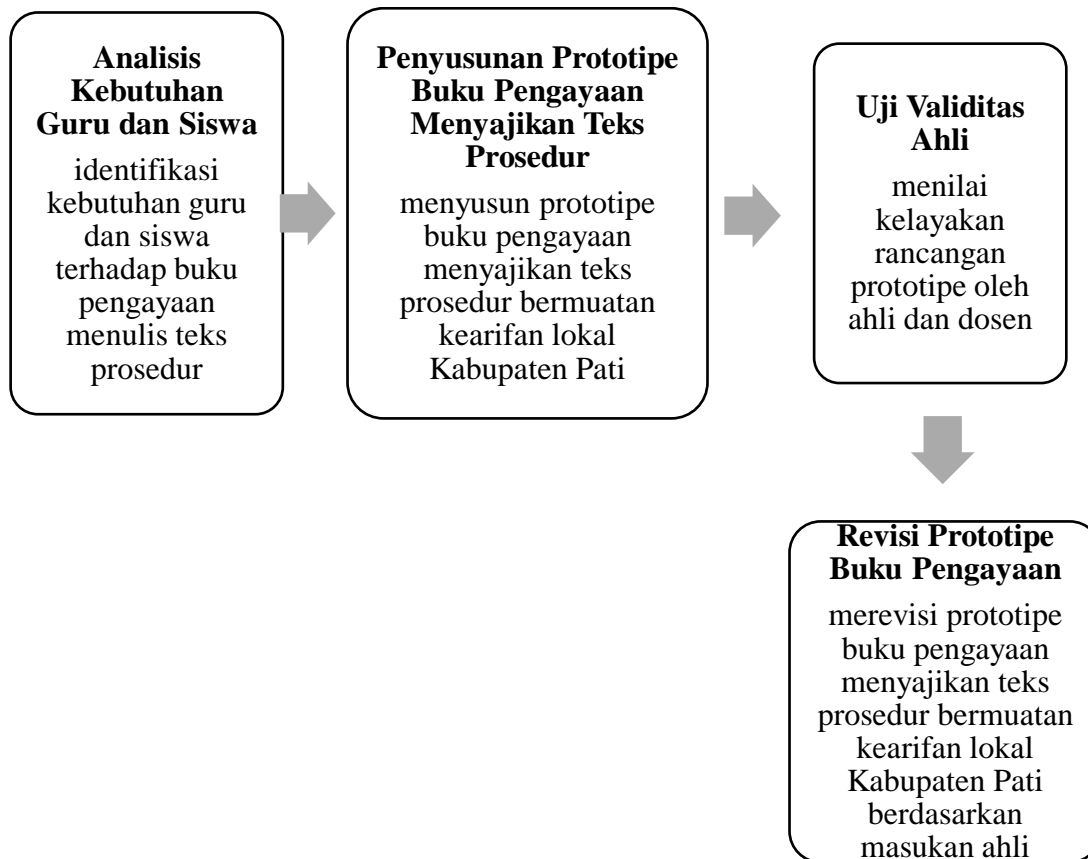 Analisis
Kebutuhan
Guru dan Siswa
identifikasi
kebutuhan guru
dan siswa
terhadap buku
pengayaan
menulis teks
prosedur
Penyusunan Prototipe
Buku Pengayaan
Menyajikan Teks
Prosedur
menyusun prototipe
buku pengayaan
menyajikan teks
prosedur bermuatan
kearifan lokal
Kabupaten Pati
Uji Validitas
Ahli
menilai
kelayakan
rancangan
prototipe oleh
ahli dan dosen
Revisi Prototipe
Buku Pengayaan
merevisi prototipe
buku pengayaan
menyajikan teks
prosedur bermuatan
kearifan lokal
Kabupaten Pati
berdasarkan
masukan ahli